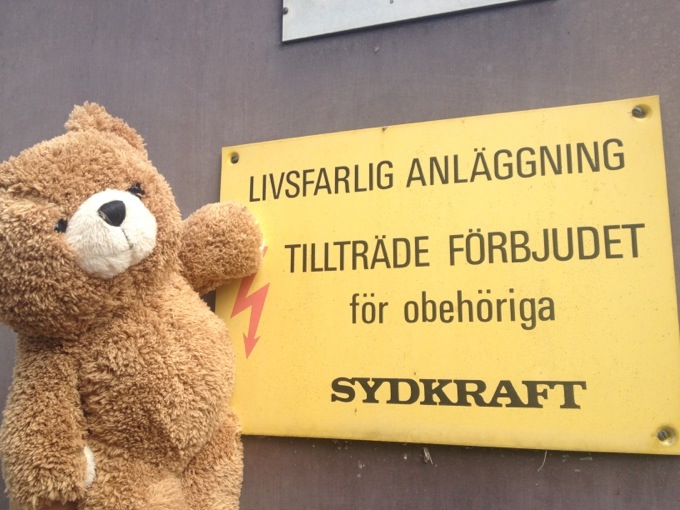 LIVSFARLIG ANLÄGGNING
TILLTRÄDE FÖRBJUDET
för obehöriga
SYDKRAFT